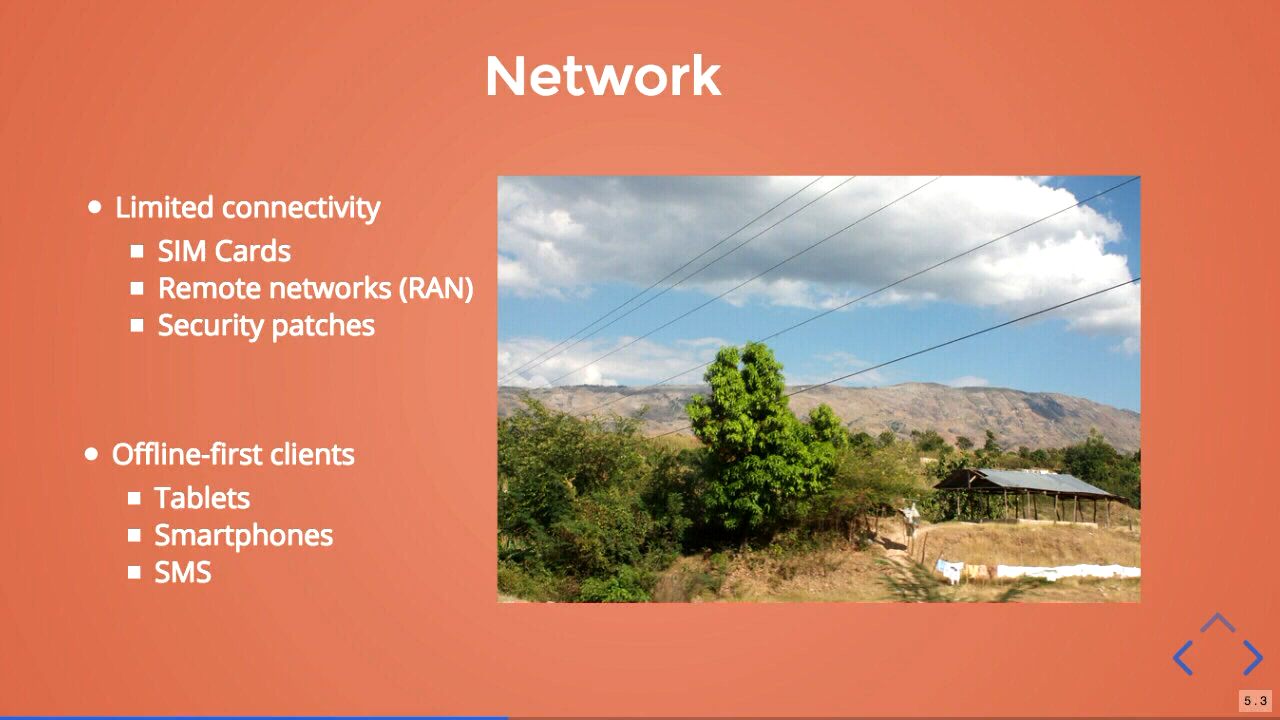 Network
Limited connectivity
SIM Cards
Remote networks (RAN)
Security patches
Offline-first clients
Tablets
Smartphones
SMS
5.3